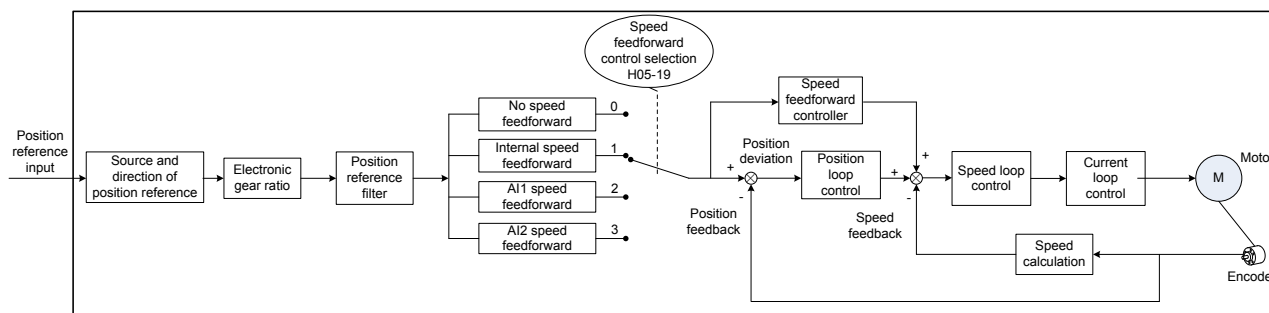 Speed
feedforward
control selection
H05-19
Position
reference
input
Source and
direction of
position reference
Electronic
gear ratio
Position
reference
filter
No speed
feedforward
0
Internal speed
feedforward
1
AI1 speed
feedforward
2
AI2 speed
feedforward
3
Speed
feedforward
controller
Position
deviation
+
-
Position
feedback
Position
loop
control
+
+
-
Speed
feedback
Speed loop
control
Current
loop
control
Moto
M
Speed
calculation
Encode